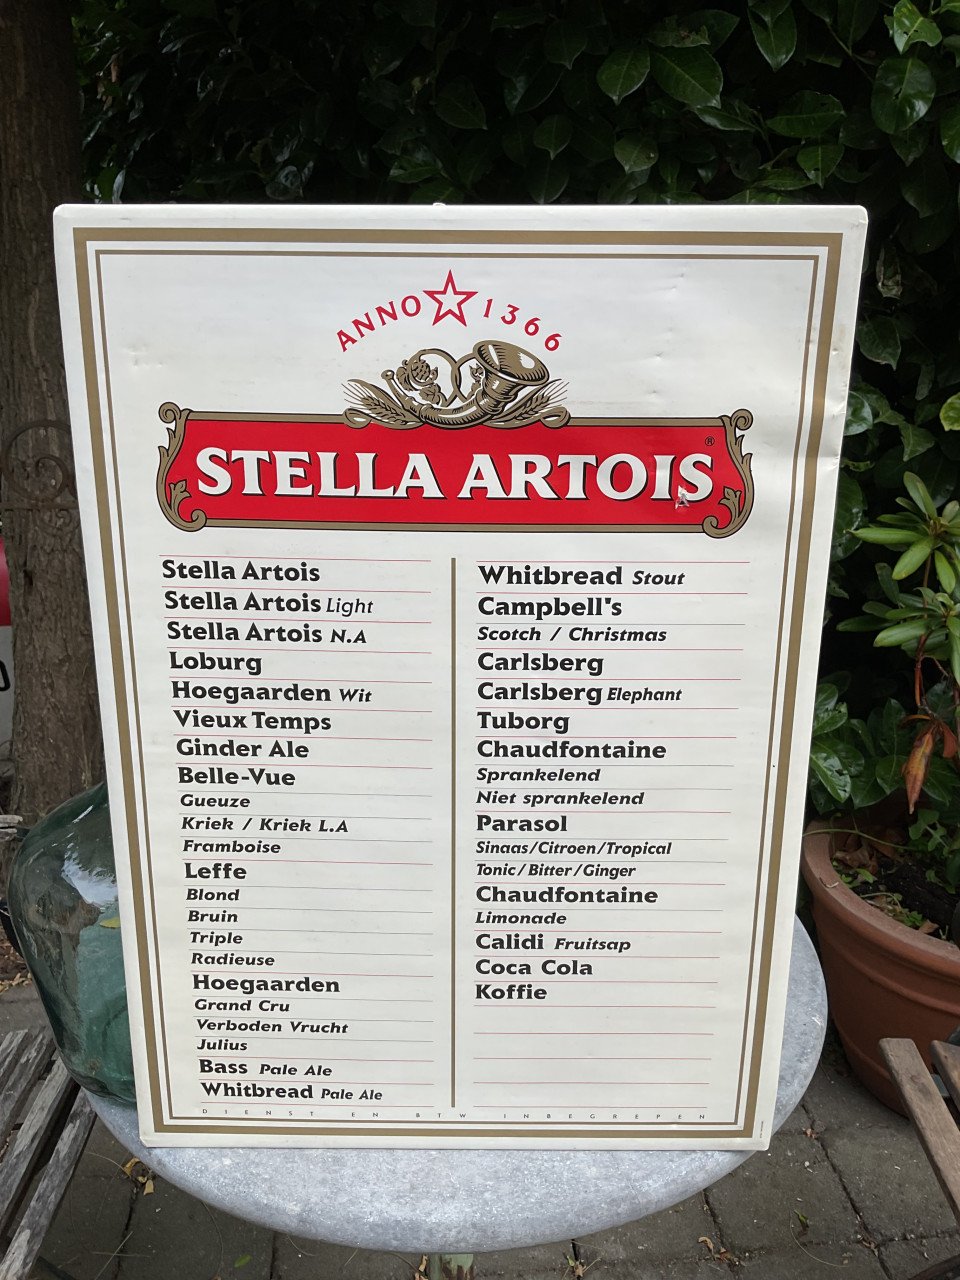 ANNO 1366
STELLA ARTOIS®
Stella Artois
Stella Artois Light
Stella Artois N.A
Loburg
Hoegaarden Wit
Vieux Temps
Ginder Ale
Belle-Vue
Gueuze
Kriek / Kriek L.A
Framboise
Leffe
Blond
Bruin
Triple
Radieuse
Hoegaarden
Grand Cru
Verboden Vrucht
Julius
Bass Pale Ale
Whitbread Pale Ale
Whitbread Stout
Campbell's
Scotch / Christmas
Carlsberg
Carlsberg Elephant
Tuborg
Chaudfontaine
Sprankelend
Niet sprankelend
Parasol
Sinaas/Citroen/Tropical
Tonic/Bitter/Ginger
Chaudfontaine
Limonade
Calidi Fruitsap
Coca Cola
Koffie
DIENST EN BTW INBEGREPEN